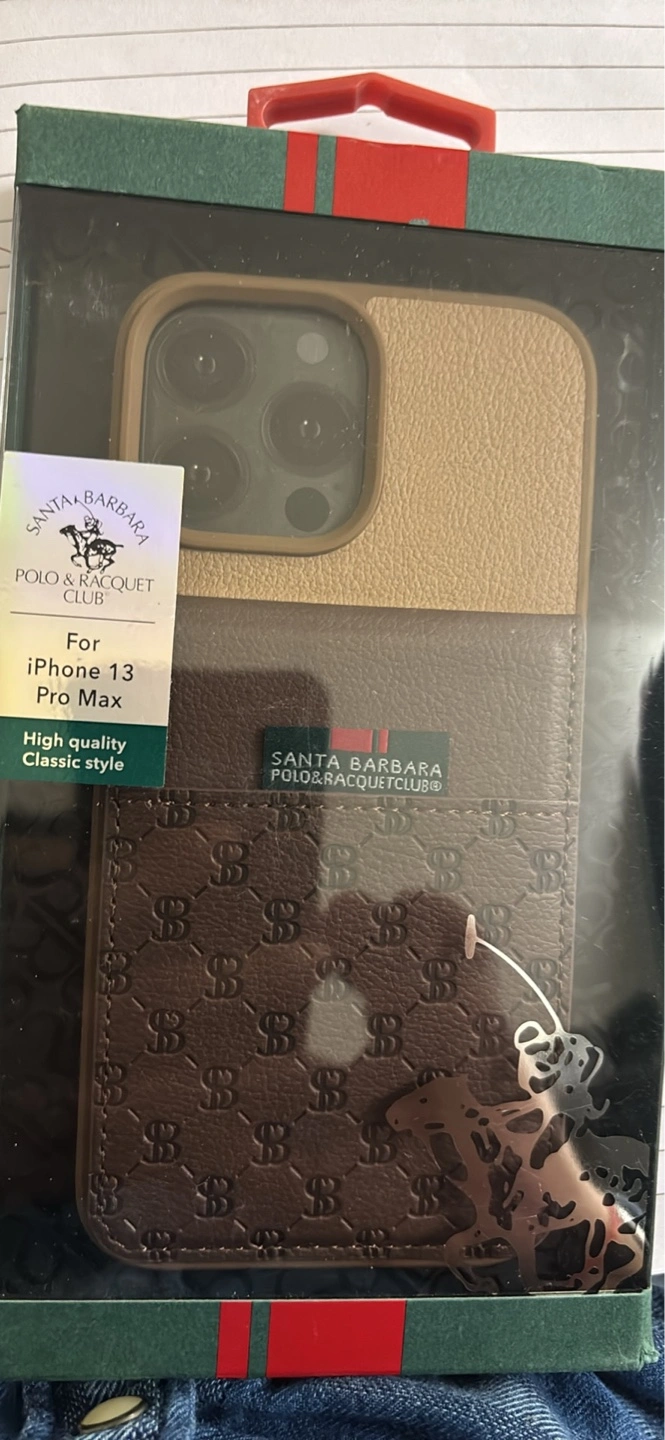 SANTA BARBARA
POLO & RACQUET
CLUB®
For
iPhone 13
Pro Max
High quality
Classic style
SANTA BARBARA
POLO&RACQUETCLUB®